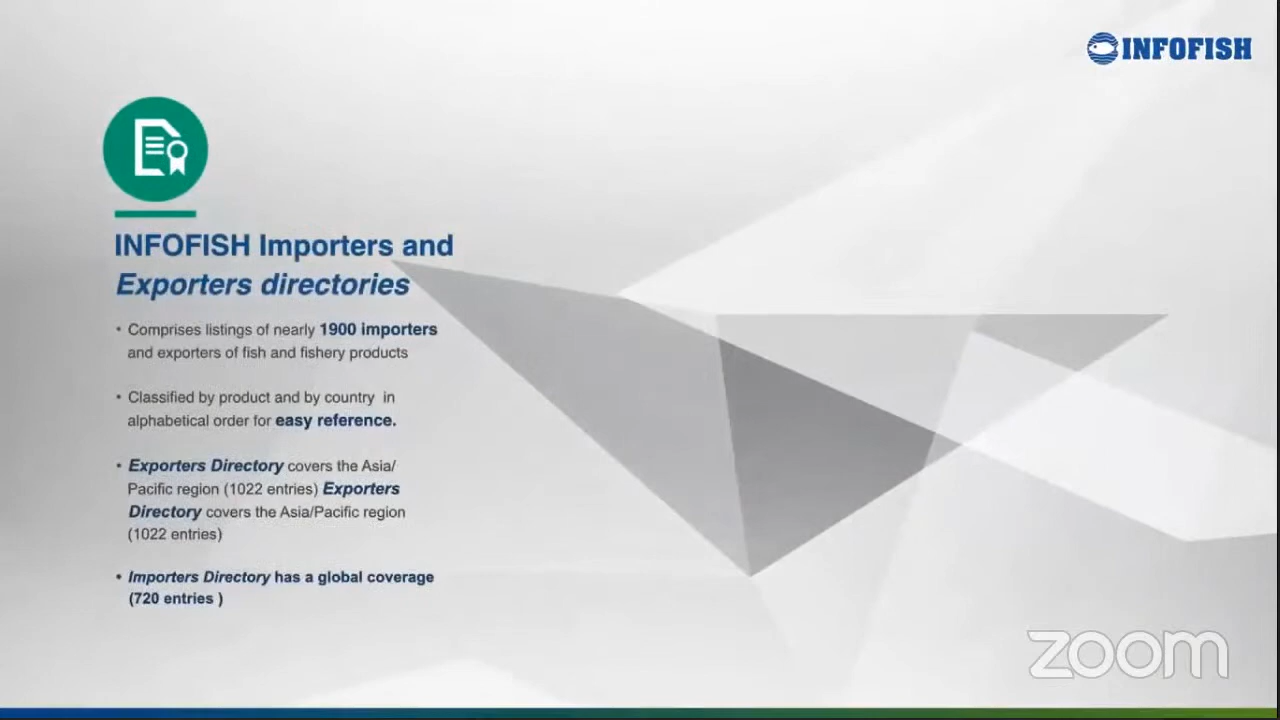 INFOFISH
INFOFISH Importers and
Exporters directories
• Comprises listings of nearly 1900 importers
and exporters of fish and fishery products
• Classified by product and by country in
alphabetical order for easy reference.
• Exporters Directory covers the Asia/
Pacific region (1022 entries) Exporters
Directory covers the Asia/Pacific region
(1022 entries)
• Importers Directory has a global coverage
(720 entries )
zoom